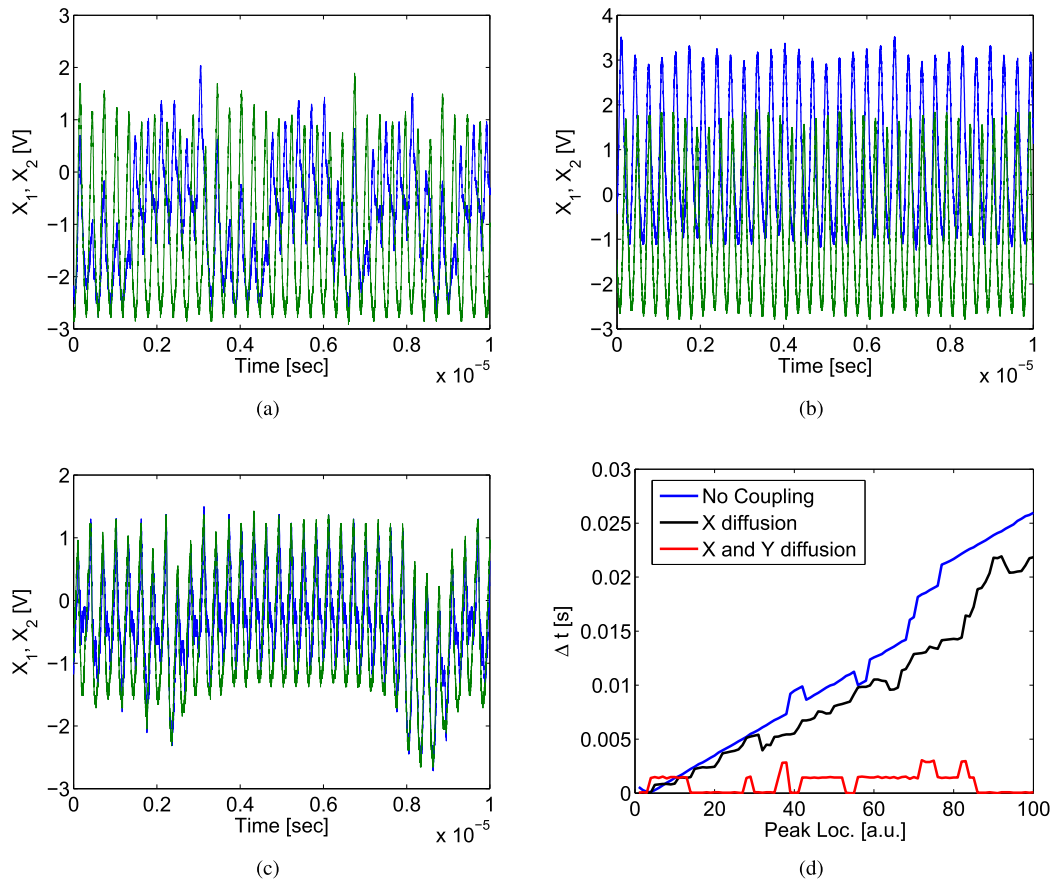 3
2
1
0
−1
−2
−3
X1, X2 [V]
0 0.2 0.4 0.6 0.8 1
Time [sec]
x 10−5
(a)
4
3
2
1
0
−1
−2
−3
X1, X2 [V]
0 0.2 0.4 0.6 0.8 1
Time [sec]
x 10−5
(b)
2
1
0
−1
−2
−3
X1, X2 [V]
0 0.2 0.4 0.6 0.8 1
Time [sec]
x 10−5
(c)
0.03
0.025
0.02
0.015
0.01
0.005
0
Δ t [s]
No Coupling
X diffusion
X and Y diffusion
0 20 40 60 80 100
Peak Loc. [a.u.]
(d)